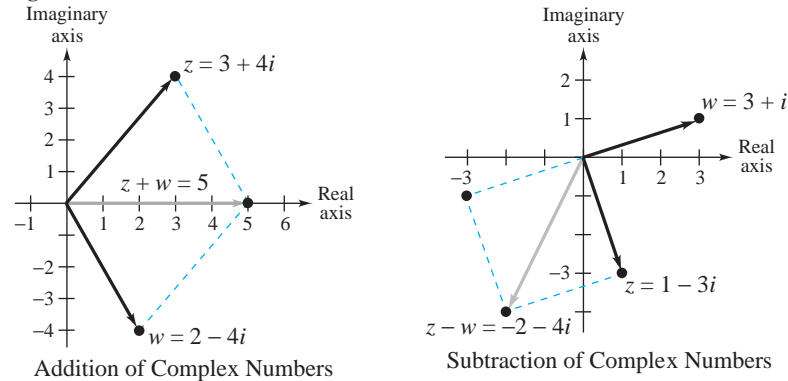 Imaginary
axis
4
3
2
1
z = 3 + 4i
z + w = 5
Real
axis
−1
1
2
3
4
5
6
−2
−3
−4
w = 2 − 4i
Addition of Complex Numbers
Imaginary
axis
2
1
w = 3 + i
Real
axis
−3
1
2
3
−3
z = 1 − 3i
z − w = −2 − 4i
Subtraction of Complex Numbers